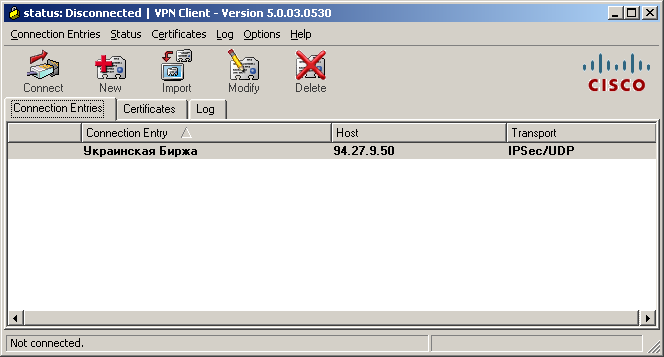 status: Disconnected | VPN Client - Version 5.0.03.0530
Connection Entries Status Certificates Log Options Help
Connect New Import Modify Delete
CISCO
Connection Entries Certificates Log
Connection Entry Host Transport
Украинская Биржа 94.27.9.50 IPSec/UDP
Not connected.